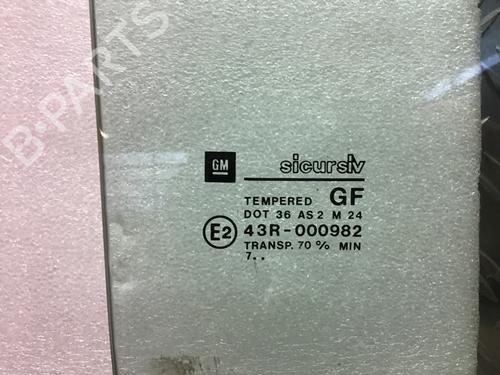 B-PARTS
GM sicursiv
TEMPERED GF
DOT 36 AS2 M 24
E2 43R-000982
TRANSP. 70 % MIN
7..